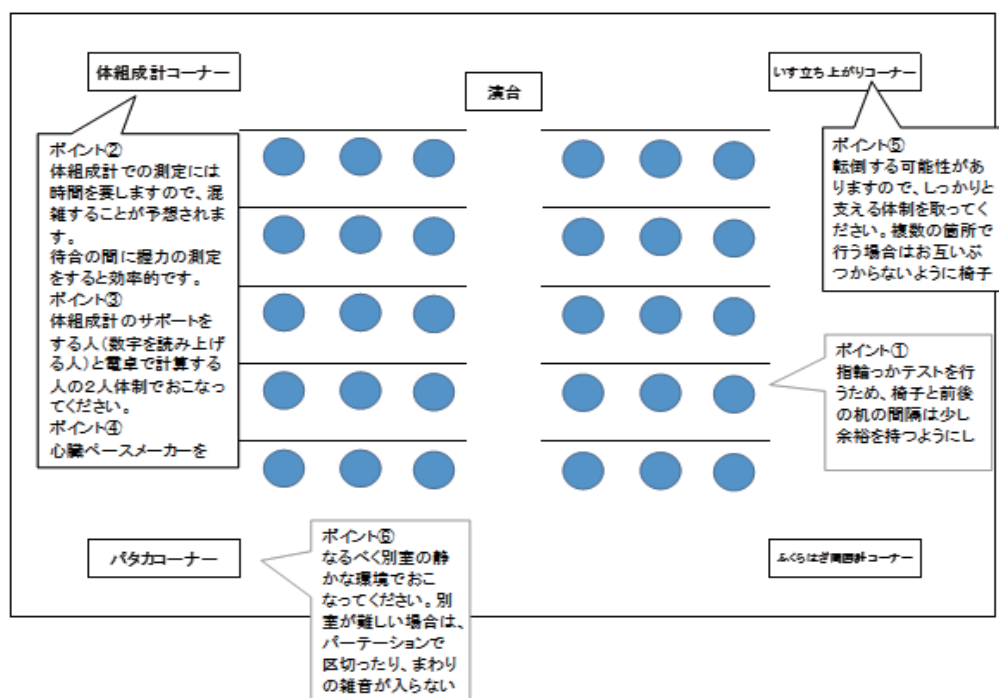 体組成計コーナー
演台
いす立ち上がりコーナー
ポイント②
体組成計での測定には
時間を要しますので、混
雑することが予想されま
す。
待合の間に握力の測定
をすると効率的です。
ポイント③
体組成計のサポートを
する人（数字を読み上げ
る人）と電卓で計算する
人の２人体制でおこなっ
てください。
ポイント④
心臓ペースメーカーを
ポイント⑤
転倒する可能性があ
りますので、しっかりと
支える体制を取ってく
ださい。複数の箇所で
行う場合はお互いぶ
つからないように椅子
ポイント①
指輪っかテストを行
うため、椅子と前後
の机の間隔は少し
余裕を持つようにし
パタカコーナー
ポイント⑥
なるべく別室の静
かな環境でおこ
なってください。別
室が難しい場合は、
パーテーションで
区切ったり、まわり
の雑音が入らない
ふくらはぎ周囲計コーナー